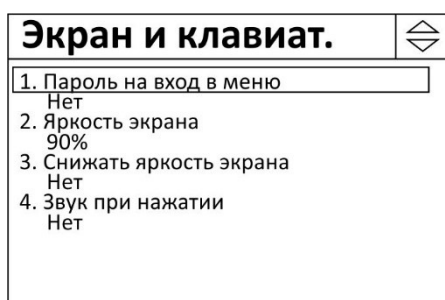 Экран и клавиат.
1. Пароль на вход в меню
Нет
2. Яркость экрана
90%
3. Снижать яркость экрана
Нет
4. Звук при нажатии
Нет